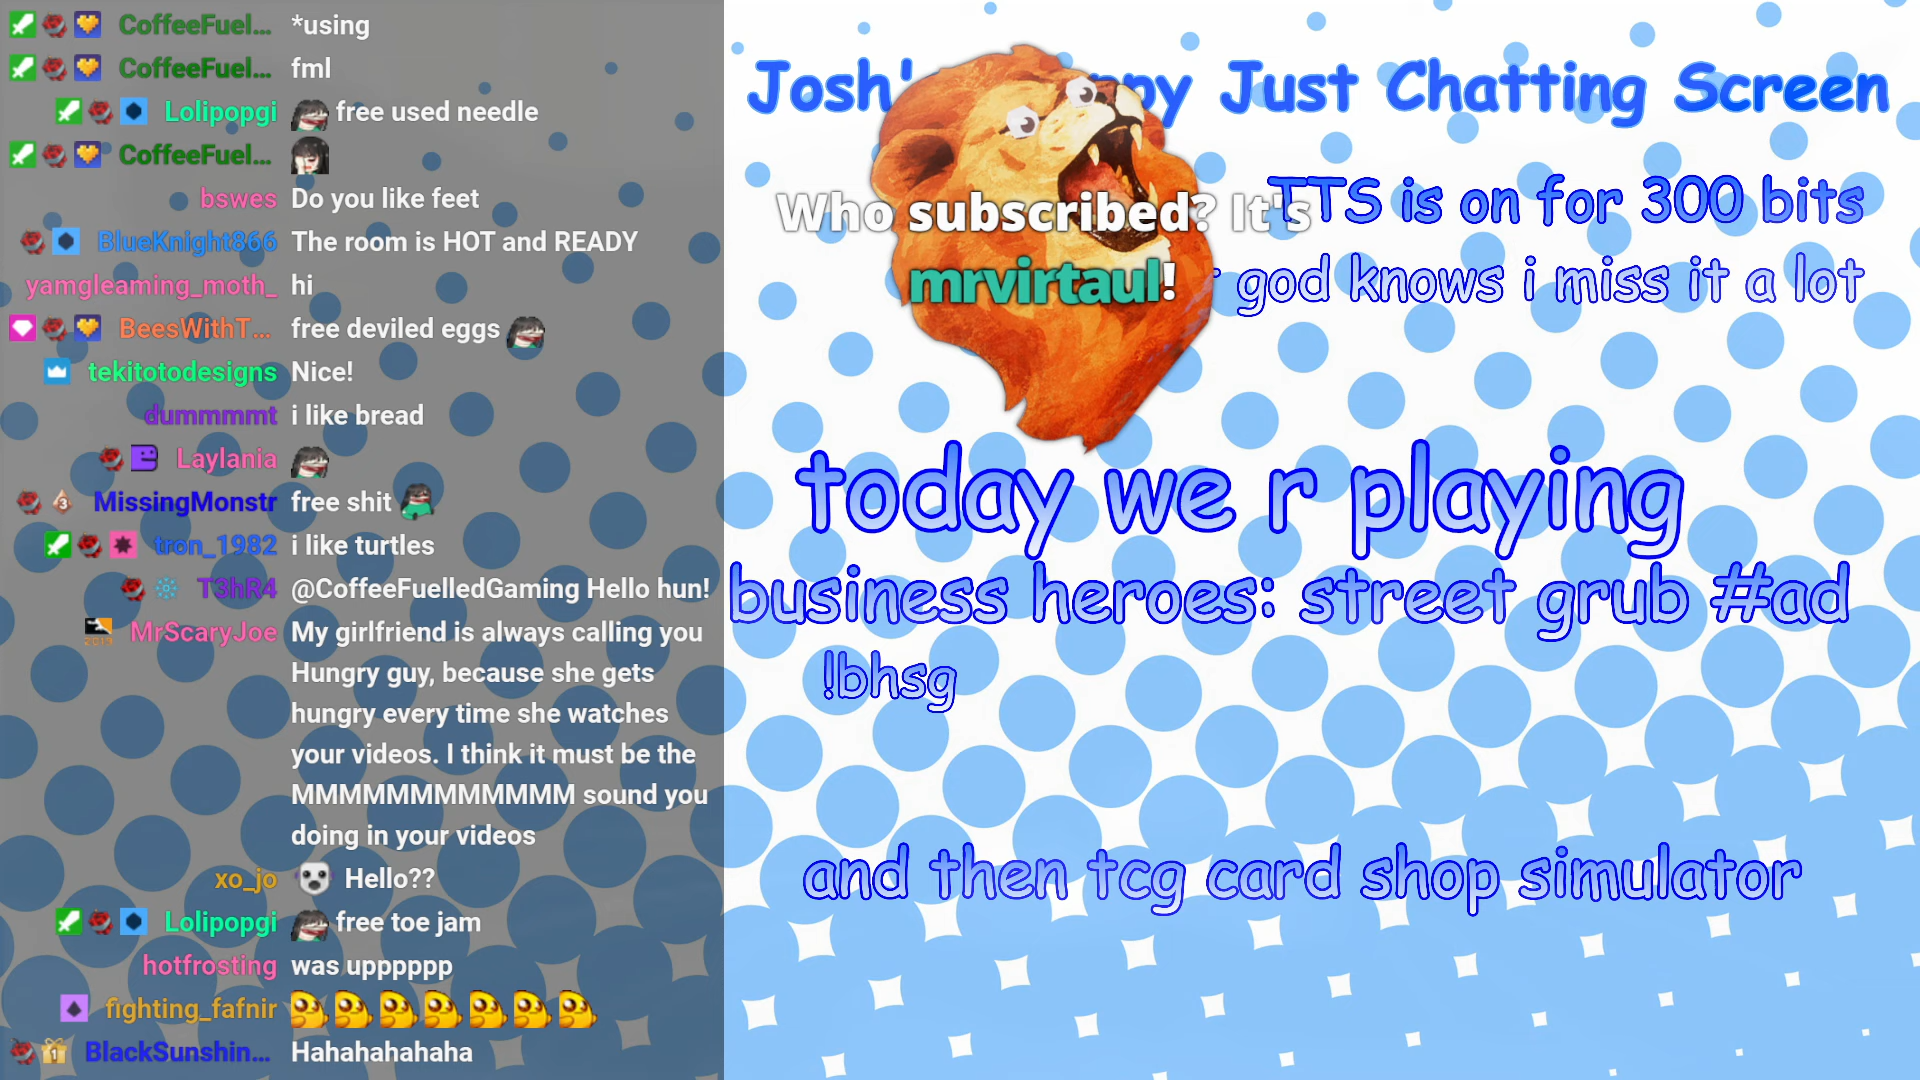 CoffeeFuel... *using
CoffeeFuel... fml
Lolipopgi free used needle
CoffeeFuel...
bswes Do you like feet
BlueKnight866 The room is HOT and READY
yamgleaming_moth_ hi
BeesWithT... free deviled eggs
tekitotodesigns Nice!
dummmmt i like bread
Laylania
3 MissingMonstr free shit
tron_1982 i like turtles
T3hR4 @CoffeeFuelledGaming Hello hun!
2019 MrScaryJoe My girlfriend is always calling you
Hungry guy, because she gets
hungry every time she watches
your videos. I think it must be the
MMMMMMMMMMMM sound you
doing in your videos
xo_jo Hello??
Lolipopgi free toe jam
hotfrosting was upppppp
fighting_fafnir
1 BlackSunshin... Hahahahahaha
Josh' ppy Just Chatting Screen
TTS is on for 300 bits
Who subscribed? It's
mrvirtaul!
god knows i miss it a lot
today we r playing
business heroes: street grub #ad
!bhsg
and then tcg card shop simulator